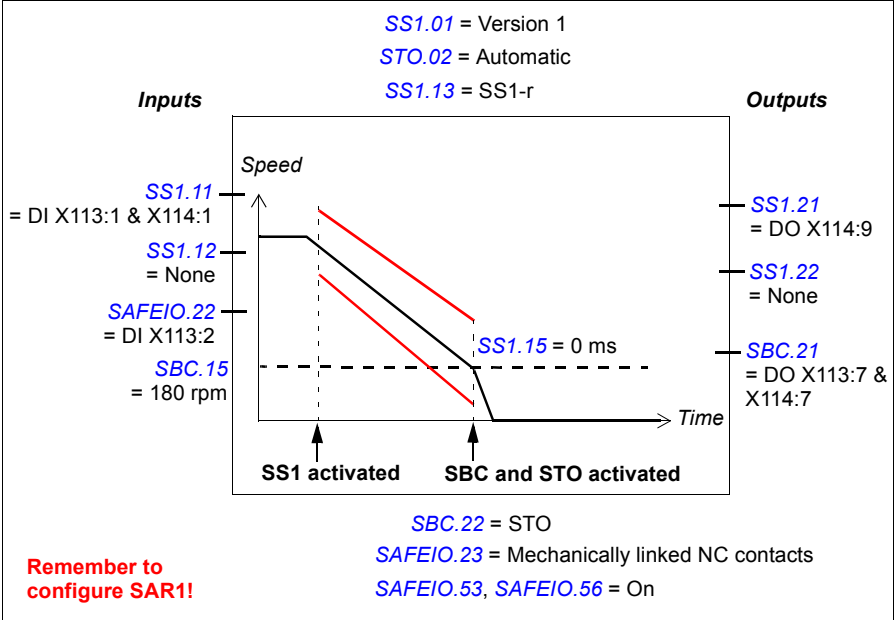 SS1.01 = Version 1
STO.02 = Automatic
SS1.13 = SS1-r
Inputs
Outputs
Speed
SS1.11
= DI X113:1 & X114:1
SS1.12
= None
SAFEIO.22
= DI X113:2
SBC.15
= 180 rpm
SS1.15 = 0 ms
Time
SS1.21
= DO X114:9
SS1.22
= None
SBC.21
= DO X113:7 &
X114:7
SS1 activated
SBC and STO activated
SBC.22 = STO
SAFEIO.23 = Mechanically linked NC contacts
SAFEIO.53, SAFEIO.56 = On
Remember to
configure SAR1!